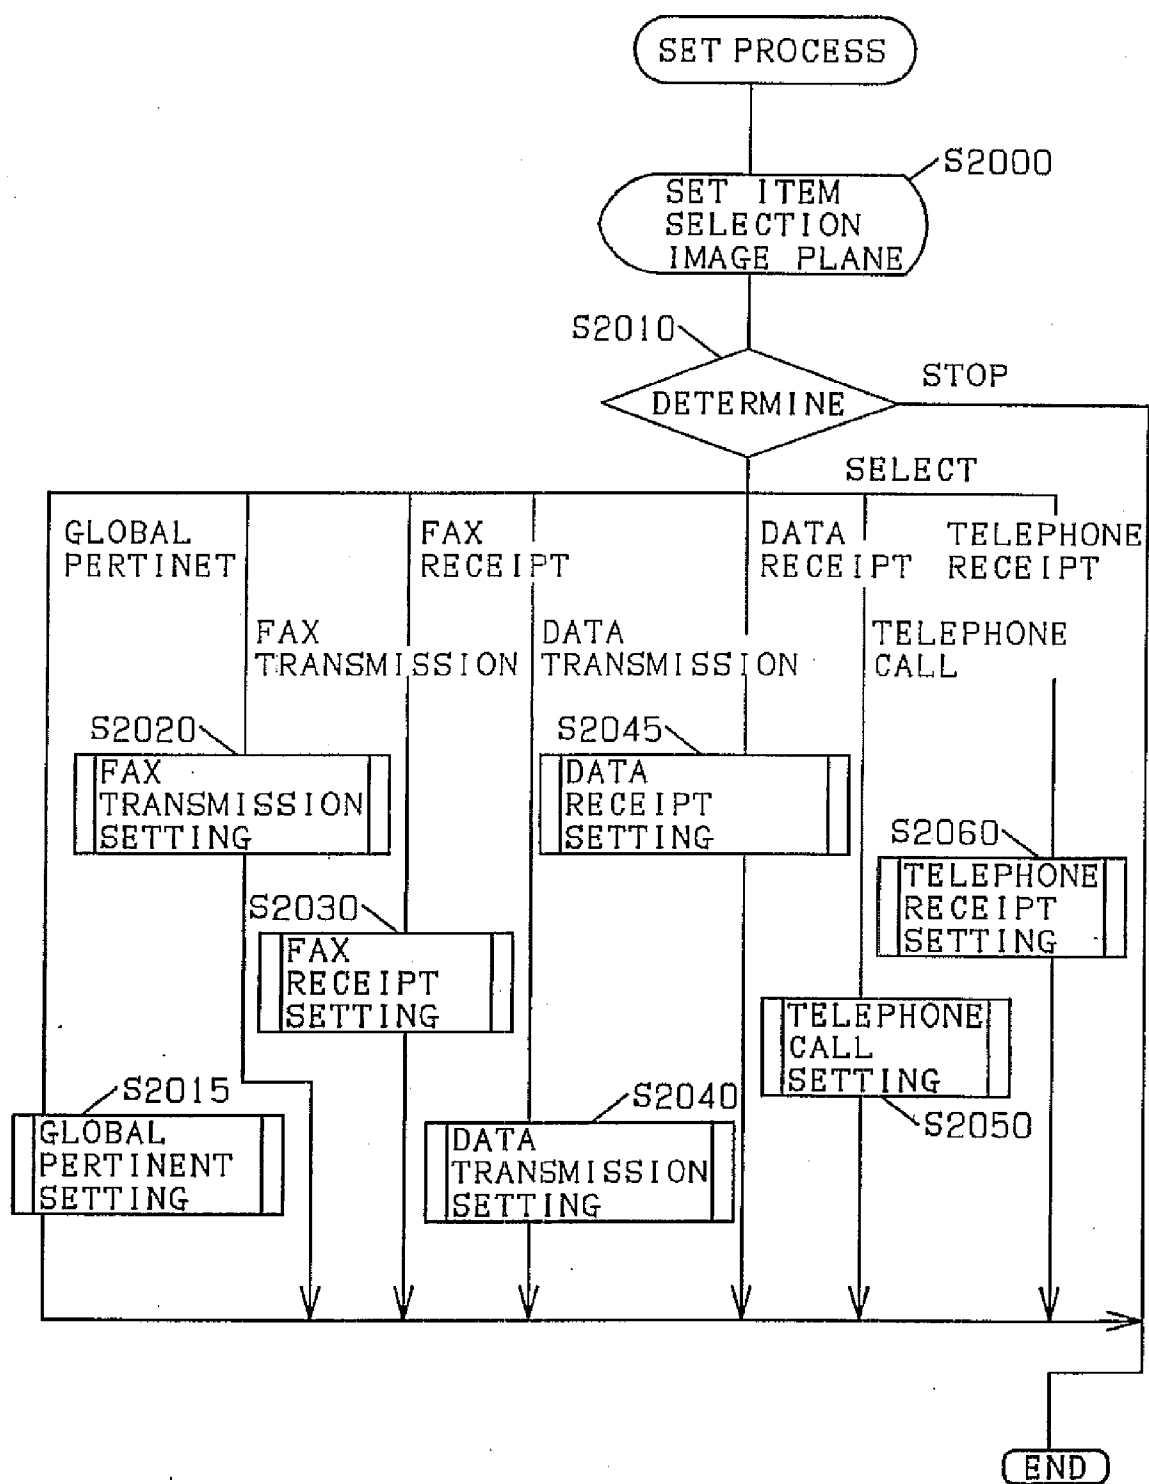 SET PROCESS
S2000
SET ITEM
SELECTION
IMAGE PLANE
S2010
DETERMINE
STOP
SELECT
GLOBAL
PERTINET
FAX
RECEIPT
DATA
RECEIPT
TELEPHONE
RECEIPT
FAX
TRANSMISSION
DATA
TRANSMISSION
TELEPHONE
CALL
S2020
FAX
TRANSMISSION
SETTING
S2045
DATA
RECEIPT
SETTING
S2060
TELEPHONE
RECEIPT
SETTING
S2030
FAX
RECEIPT
SETTING
TELEPHONE
CALL
SETTING
S2050
S2015
GLOBAL
PERTINENT
SETTING
S2040
DATA
TRANSMISSION
SETTING
END